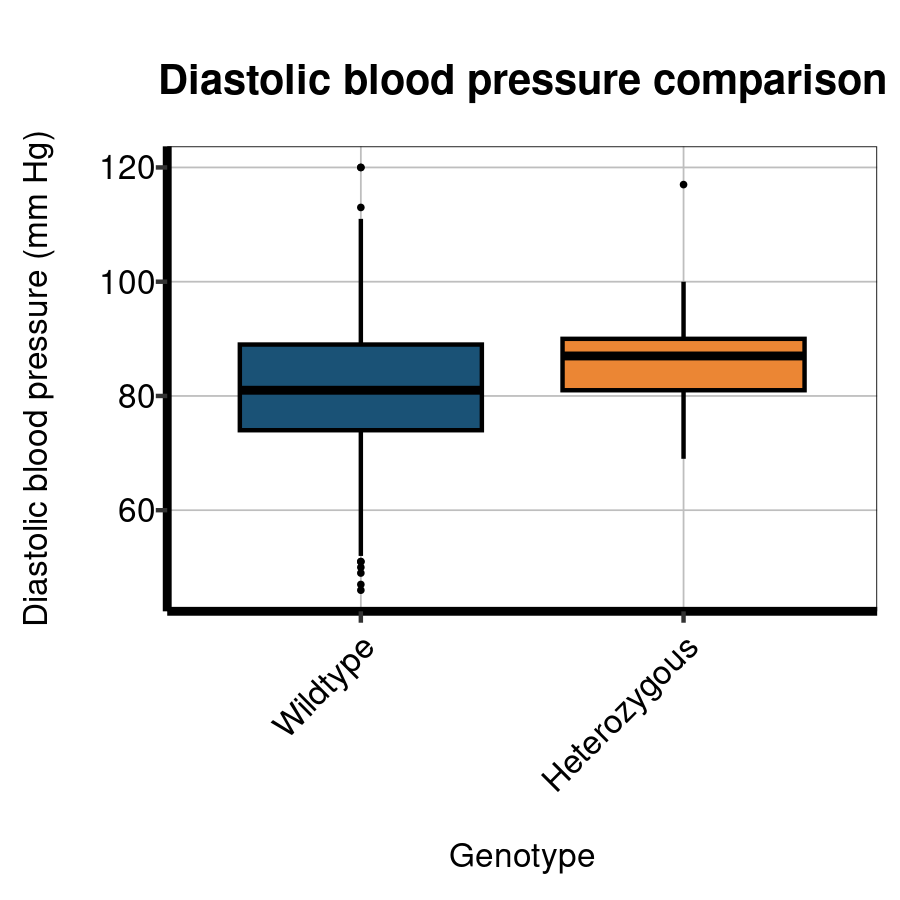 Diastolic blood pressure comparison
Diastolic blood pressure (mm Hg)
120
100
80
60
Wildtype
Heterozygous
Genotype